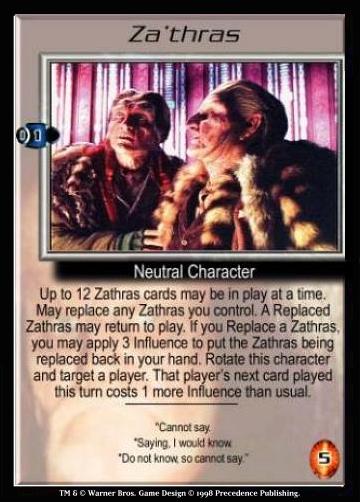 Za'thras
0 1
Neutral Character
Up to 12 Zathras cards may be in play at a time.
May replace any Zathras you control. A Replaced
Zathras may return to play. If you Replace a Zathras,
you may apply 3 Influence to put the Zathras being
replaced back in your hand. Rotate this character
and target a player. That player's next card played
this turn costs 1 more Influence than usual.
"Cannot say.
"Saying, I would know.
"Do not know, so cannot say."
5
TM & © Warner Bros. Game Design © 1998 Precedence Publishing.